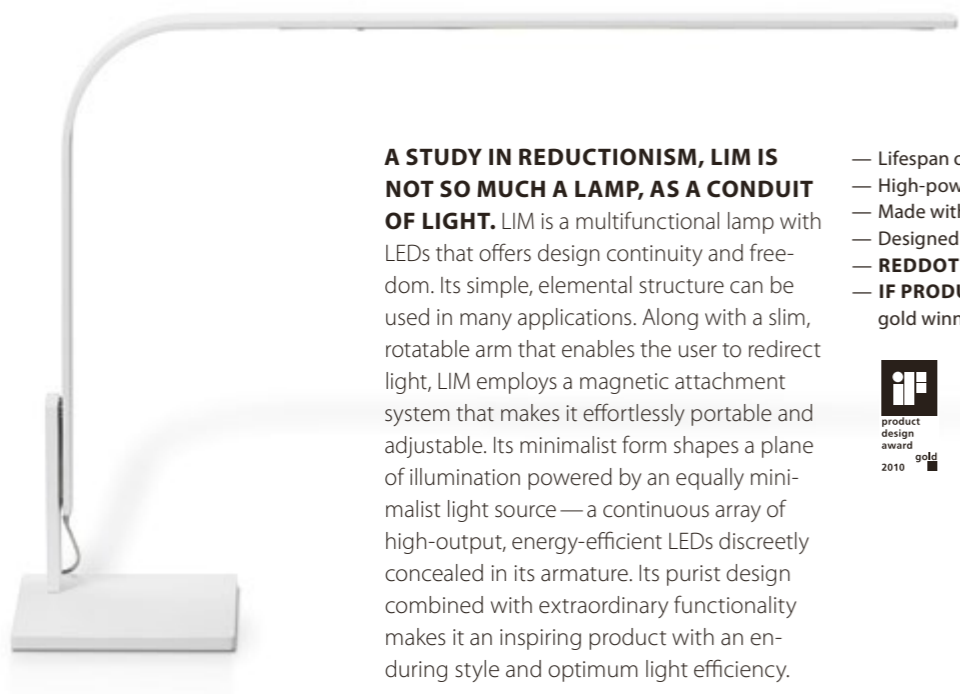 A STUDY IN REDUCTIONISM, LIM IS
NOT SO MUCH A LAMP, AS A CONDUIT
OF LIGHT. LIM is a multifunctional lamp with
LEDs that offers design continuity and free-
dom. Its simple, elemental structure can be
used in many applications. Along with a slim,
rotatable arm that enables the user to redirect
light, LIM employs a magnetic attachment
system that makes it effortlessly portable and
adjustable. Its minimalist form shapes a plane
of illumination powered by an equally mini-
malist light source — a continuous array of
high-output, energy-efficient LEDs discreetly
concealed in its armature. Its purist design
combined with extraordinary functionality
makes it an inspiring product with an en-
during style and optimum light efficiency.
— Lifespan
— High-pow
— Made with
— Designed
— REDDOT
— IF PRODU
gold winn
iF
product
design
award
gold
2010